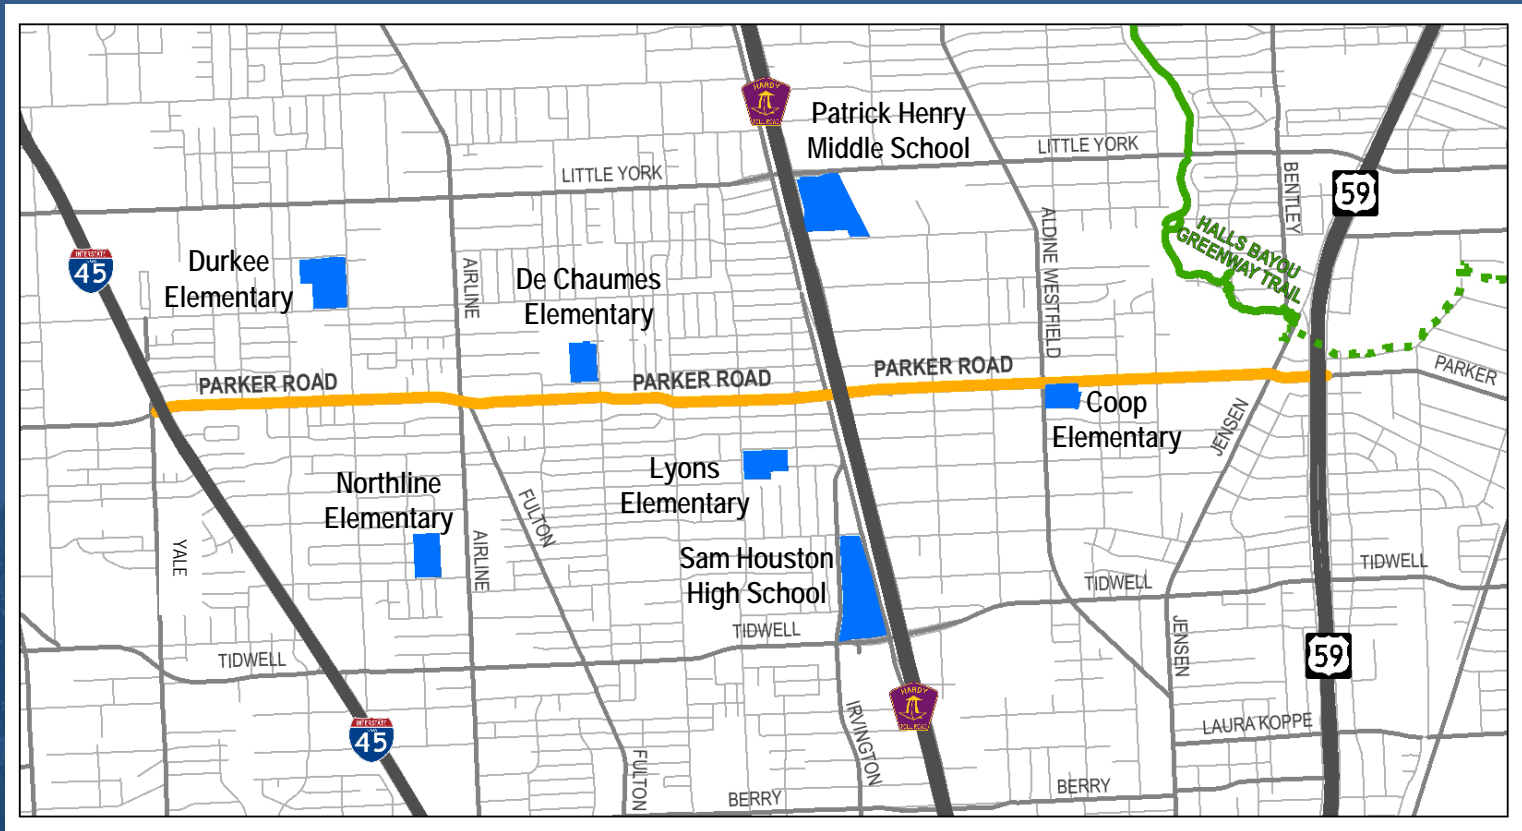 HARDY
TOLL ROAD
Patrick Henry
Middle School
LITTLE YORK
LITTLE YORK
BENTLEY
59
INTERSTATE
45
Durkee
Elementary
AIRLINE
De Chaumes
Elementary
ALDINE WESTFIELD
HALLS BAYOU
GREENWAY TRAIL
PARKER ROAD
PARKER ROAD
PARKER ROAD
PARKER
Coop
Elementary
JENSEN
Northline
Elementary
Lyons
Elementary
FULTON
YALE
AIRLINE
Sam Houston
High School
TIDWELL
TIDWELL
TIDWELL
TIDWELL
JENSEN
59
HARDY
TOLL ROAD
INTERSTATE
45
IRVINGTON
LAURA KOPPE
FULTON
BERRY
BERRY